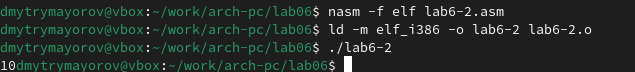 dmytrymayorov@vbox:~/work/arch-pc/lab06$ nasm -f elf lab6-2.asm
dmytrymayorov@vbox:~/work/arch-pc/lab06$ ld -m elf_i386 -o lab6-2 lab6-2.o
dmytrymayorov@vbox:~/work/arch-pc/lab06$ ./lab6-2
10dmytrymayorov@vbox:~/work/arch-pc/lab06$